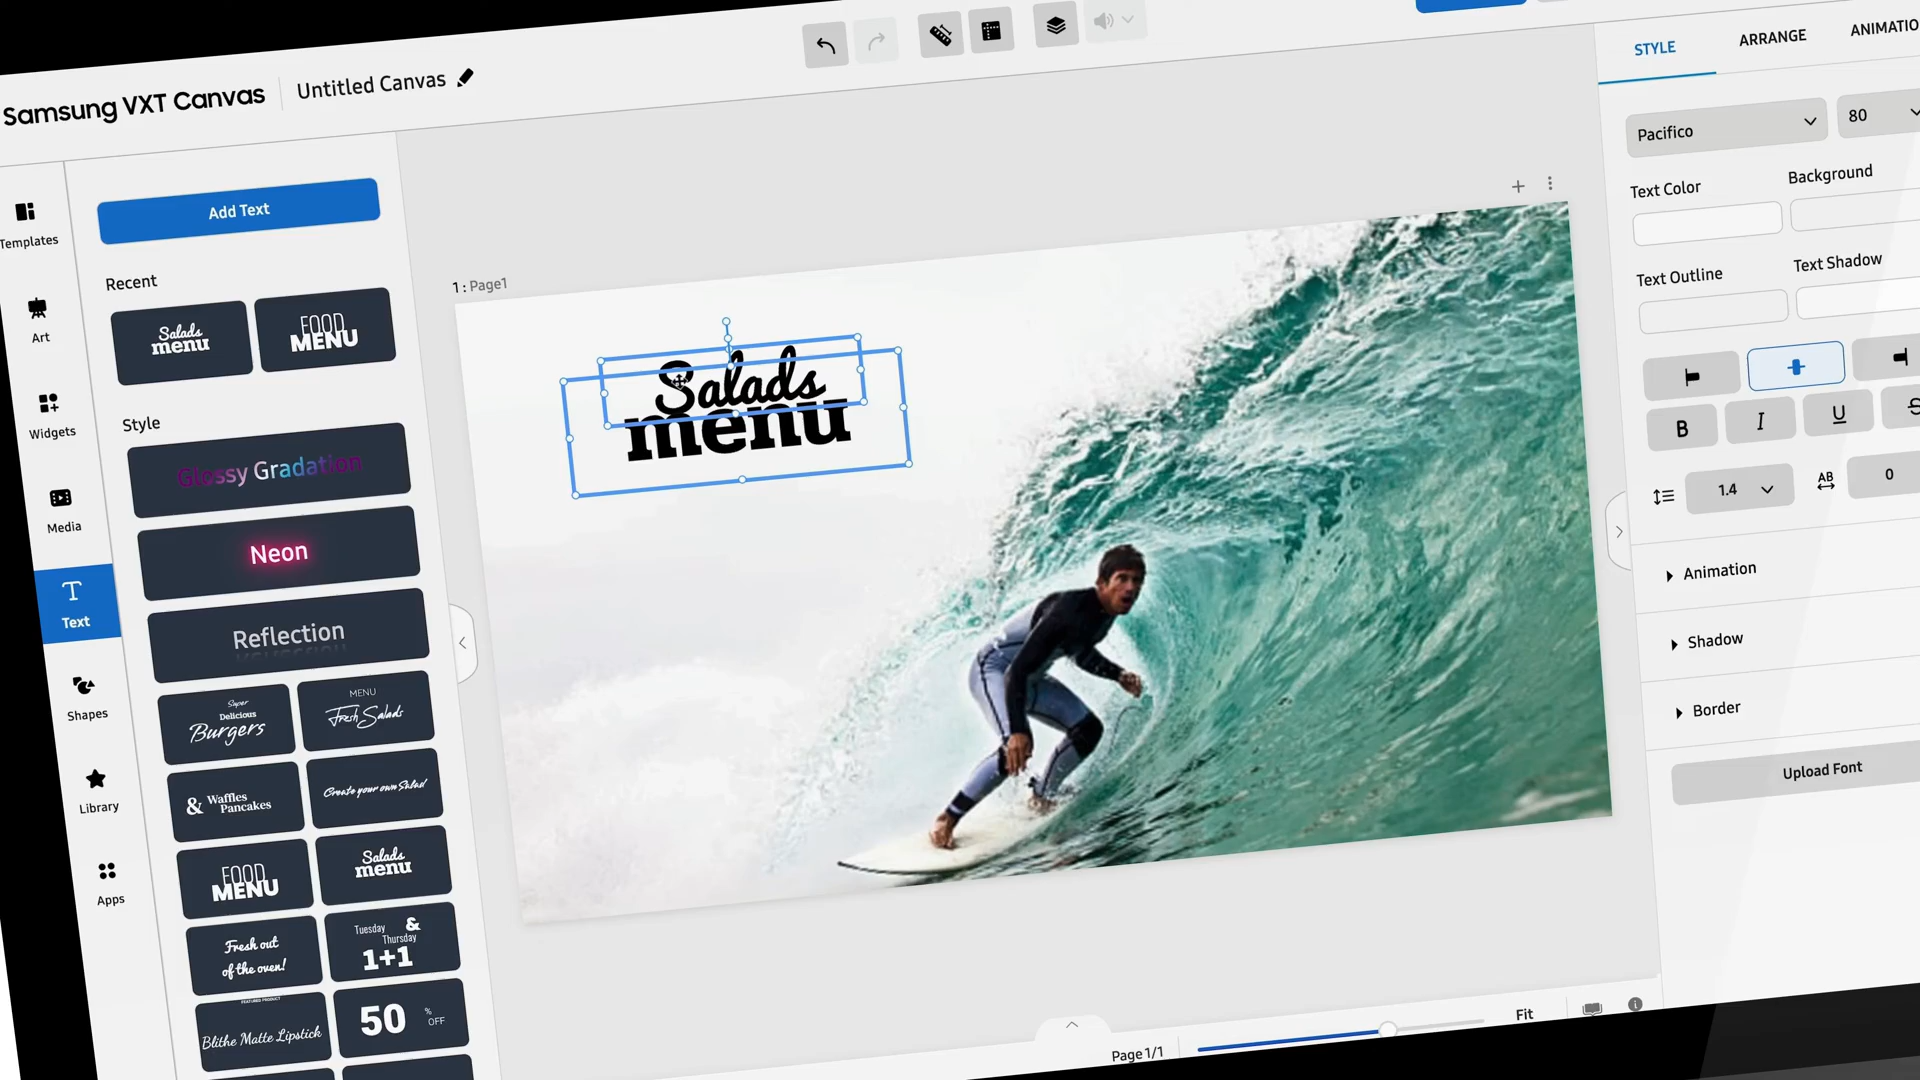 Samsung VXT Canvas
Untitled Canvas
STYLE
ARRANGE
ANIMATIO
Templates
Art
Widgets
Media
Text
Shapes
Library
Apps
Add Text
Recent
Salads
menu
FOOD
MENU
Style
Glossy Gradation
Neon
Reflection
Super
Delicious
Burgers
MENU
Fresh Salads
& Waffles
Pancakes
Create your own Salad
FOOD
MENU
Salads
menu
Fresh out
of the oven!
Tuesday &
Thursday
1+1
FEATURED PRODUCT
Blithe Matte Lipstick
50 %
OFF
1 : Page1
Salads
menu
Page 1/1
Fit
Pacifico
80
Text Color
Background
Text Outline
Text Shadow
B
I
U
S
1.4
AB
0
Animation
Shadow
Border
Upload Font